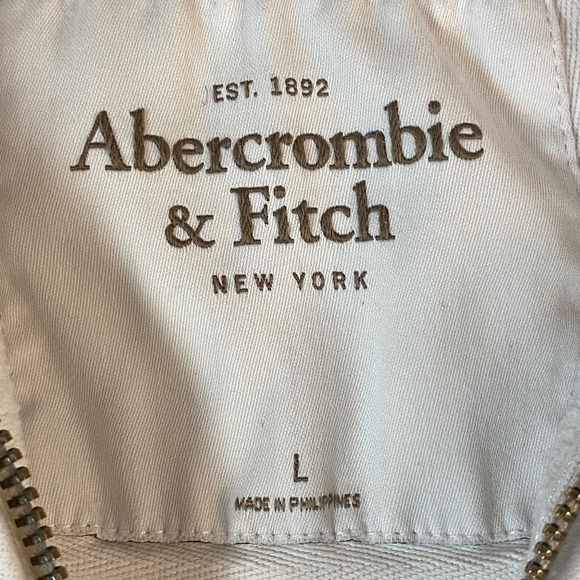 EST. 1892
Abercrombie
& Fitch
NEW YORK
L
MADE IN PHILIPPINES